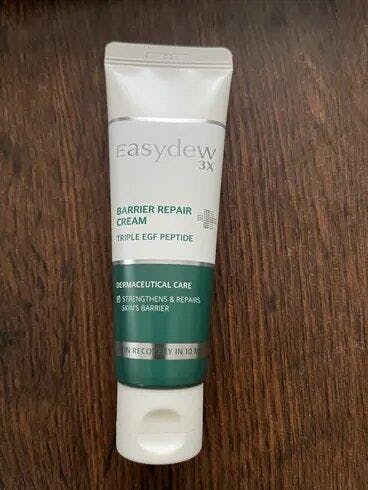 Easydew
3X
BARRIER REPAIR
CREAM
TRIPLE EGF PEPTIDE
DERMACEUTICAL CARE
STRENGTHENS & REPAIRS
SKIN'S BARRIER
RECOVERY IN 10